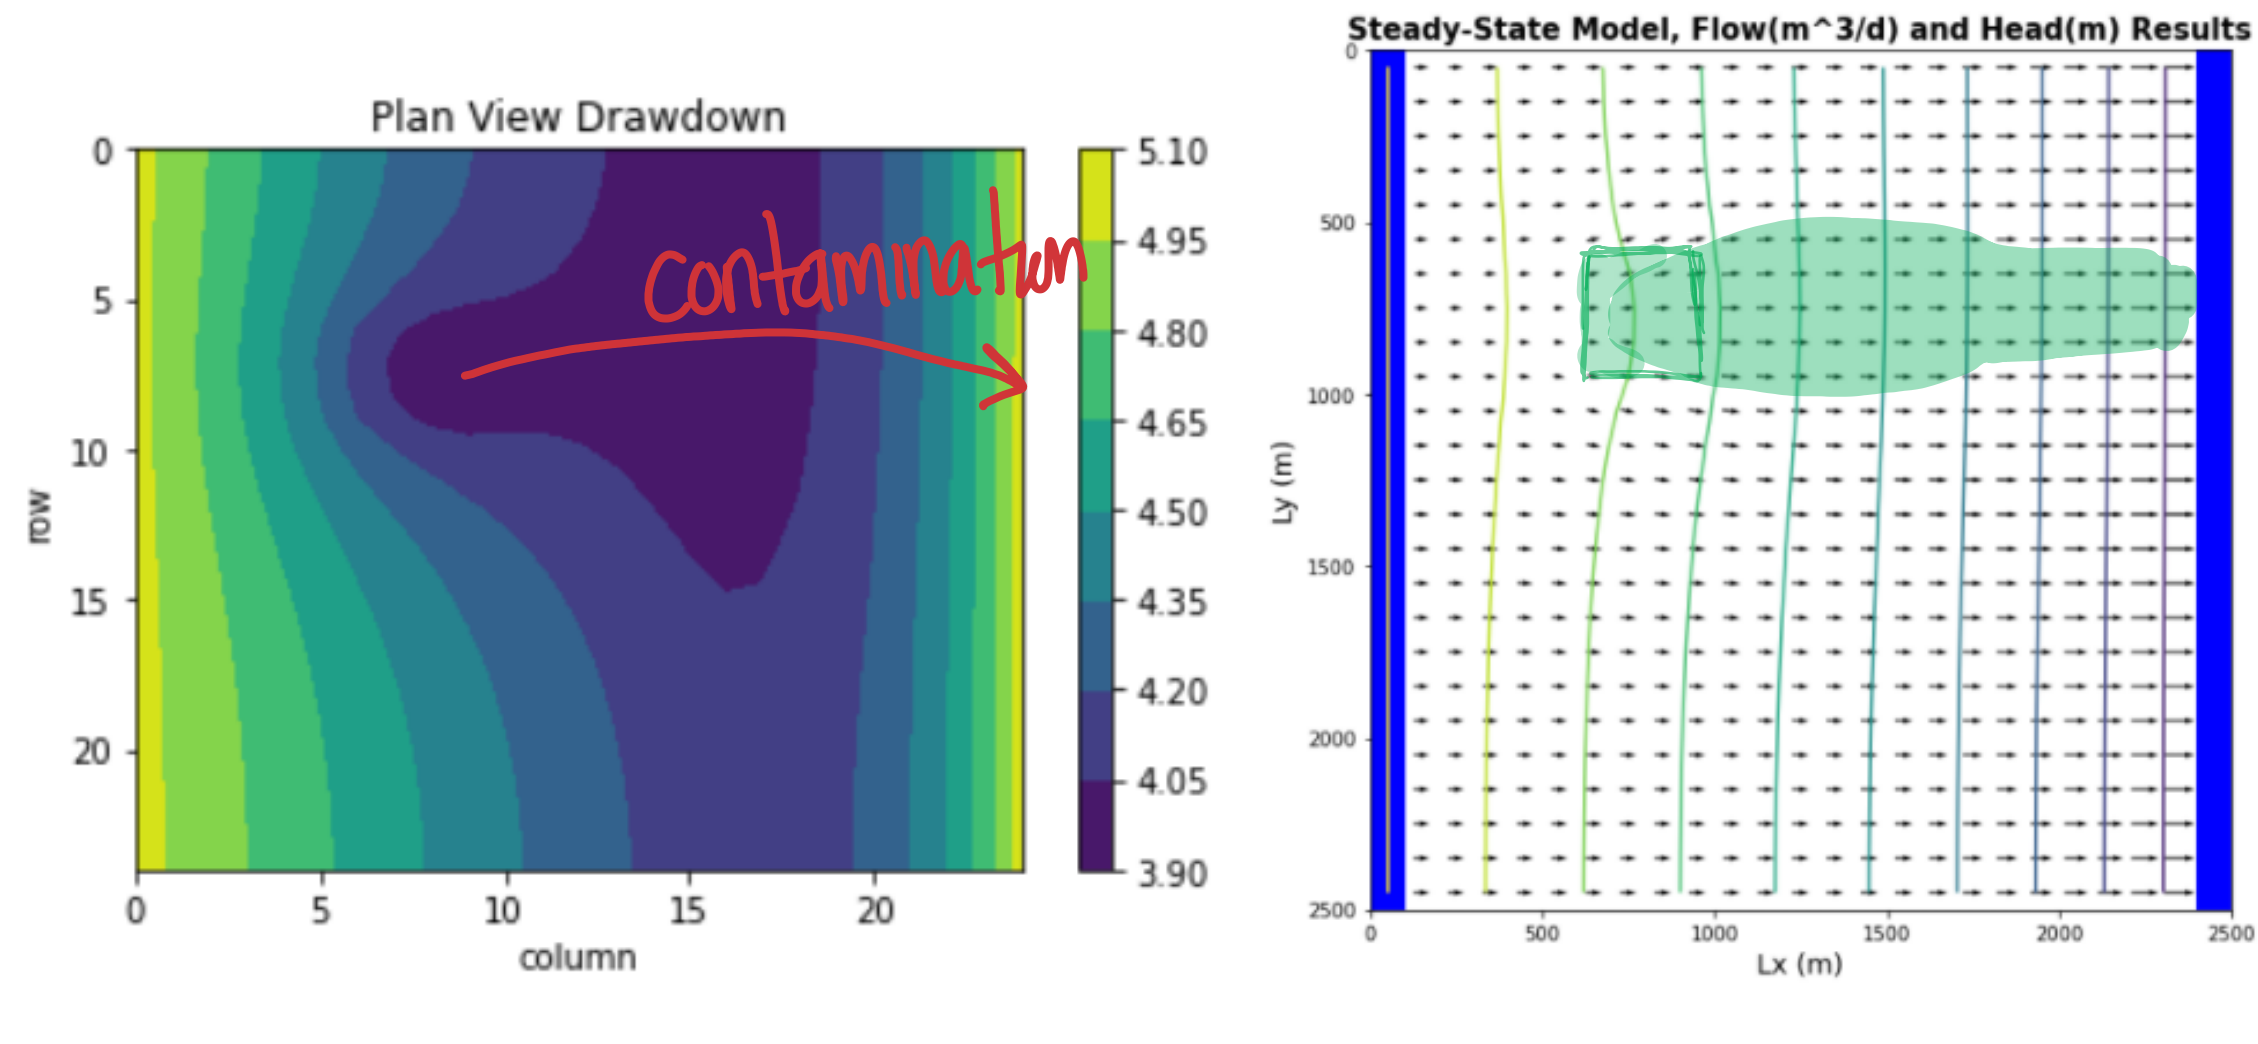 Plan View Drawdown
0
5
10
15
20
row
0 5 10 15 20
column
5.10
4.95
4.80
4.65
4.50
4.35
4.20
4.05
3.90
contamination
Steady-State Model, Flow(m^3/d) and Head(m) Results
0
500
1000
1500
2000
2500
Ly (m)
0 500 1000 1500 2000 2500
Lx (m)